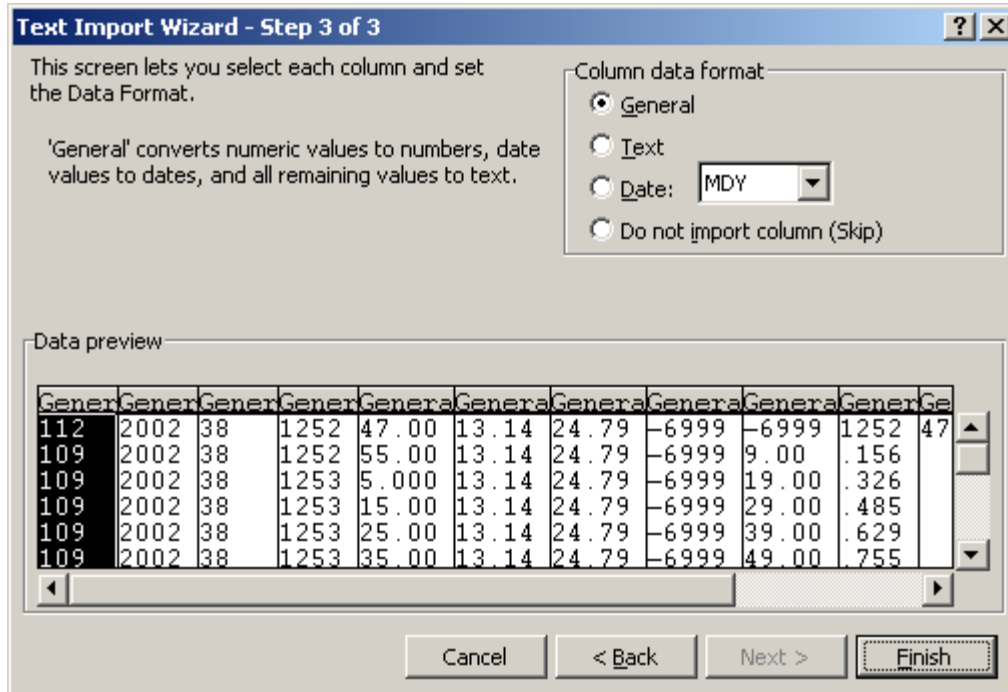 Text Import Wizard - Step 3 of 3
This screen lets you select each column and set
the Data Format.
'General' converts numeric values to numbers, date
values to dates, and all remaining values to text.
Column data format
General
Text
Date: MDY
Do not import column (Skip)
Data preview
Gener Gener Gener Gener Genera Genera Genera Genera Genera Gener Ge
112 2002 38 1252 47.00 13.14 24.79 -6999 -6999 1252 47
109 2002 38 1252 55.00 13.14 24.79 -6999 9.00 .156
109 2002 38 1253 5.000 13.14 24.79 -6999 19.00 .326
109 2002 38 1253 15.00 13.14 24.79 -6999 29.00 .485
109 2002 38 1253 25.00 13.14 24.79 -6999 39.00 .629
109 2002 38 1253 35.00 13.14 24.79 -6999 49.00 .755
Cancel < Back Next > Finish